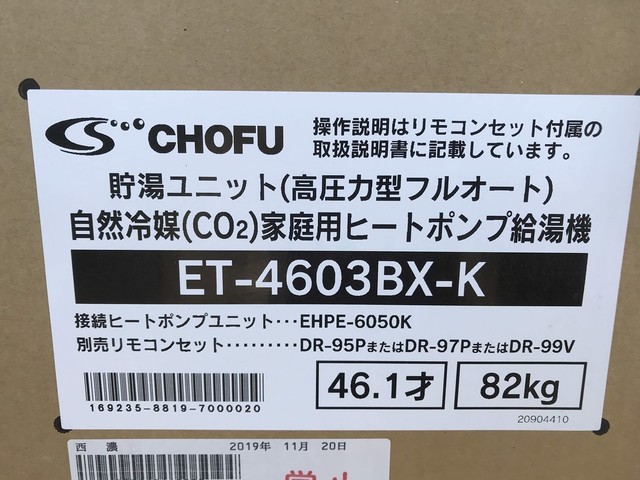 CHOFU
操作説明はリモコンセット付属の
取扱説明書に記載しています。
貯湯ユニット(高圧力型フルオート)
自然冷媒(CO₂)家庭用ヒートポンプ給湯機
ET-4603BX-K
接続ヒートポンプユニット・・・EHPE-6050K
別売リモコンセット・・・・・・・・・DR-95PまたはDR-97PまたはDR-99V
46.1才
82kg
169235-8819-7000020
20904410
西 濃
2019年 11月 20日